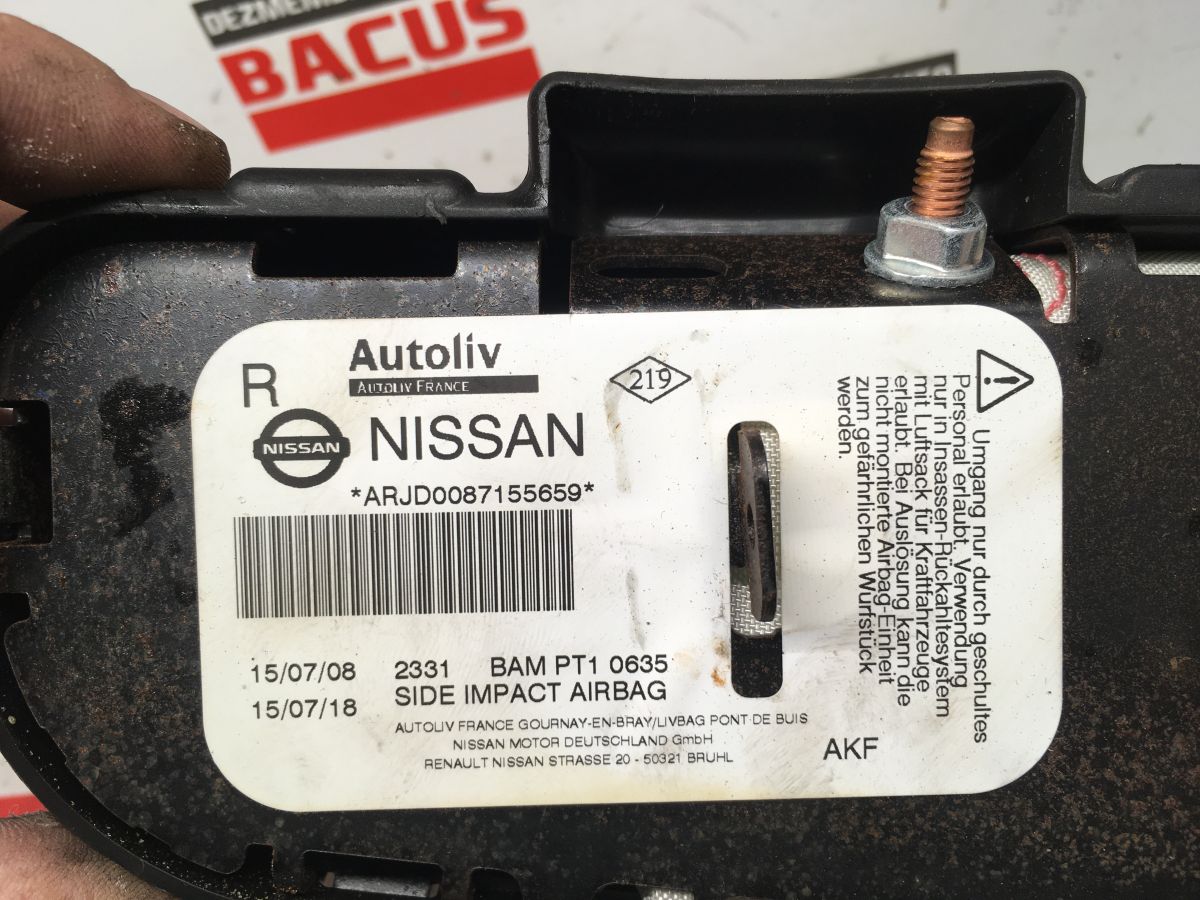 BACUS
R
Autoliv
AUTOLIV FRANCE
NISSAN
NISSAN
219
*ARJD0087155659*
15/07/08 2331 BAM PT1 0635
15/07/18 SIDE IMPACT AIRBAG
AUTOLIV FRANCE GOURNAY-EN-BRAY/LIVBAG PONT DE BUIS
NISSAN MOTOR DEUTSCHLAND GmbH
RENAULT NISSAN STRASSE 20 - 50321 BRUHL
AKF
Umgang nur durch geschultes
Personal erlaubt. Verwendung
nur in Insassen-Rückahltesystem
mit Luftsack für Kraftfahrzeuge
erlaubt. Bei Auslösung kann die
nicht montierte Airbag-Einheit
zum gefärhrlichen Wurfstück
werden.